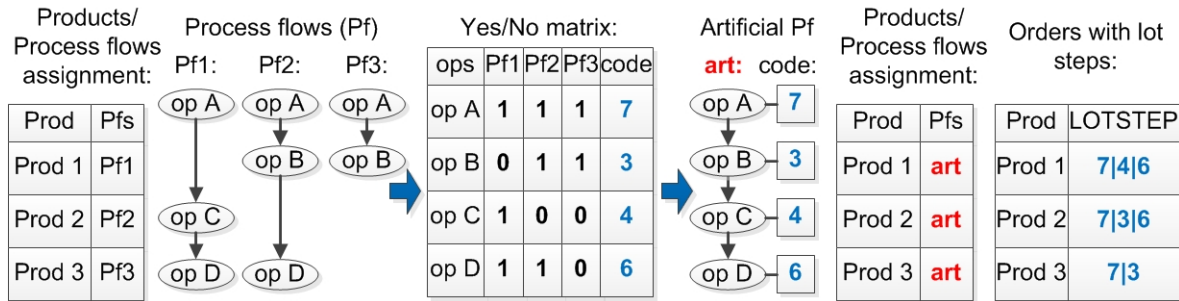 Products/
Process flows
assignment:
Prod Pfs
Prod 1 Pf1
Prod 2 Pf2
Prod 3 Pf3
Process flows (Pf)
Pf1: Pf2: Pf3:
op A op A op A
op B op B
op C
op D op D
Yes/No matrix:
ops Pf1 Pf2 Pf3 code
op A 1 1 1 7
op B 0 1 1 3
op C 1 0 0 4
op D 1 1 0 6
Artificial Pf
art: code:
op A 7
op B 3
op C 4
op D 6
Products/
Process flows
assignment:
Prod Pfs
Prod 1 art
Prod 2 art
Prod 3 art
Orders with lot
steps:
Prod LOTSTEP
Prod 1 7|4|6
Prod 2 7|3|6
Prod 3 7|3